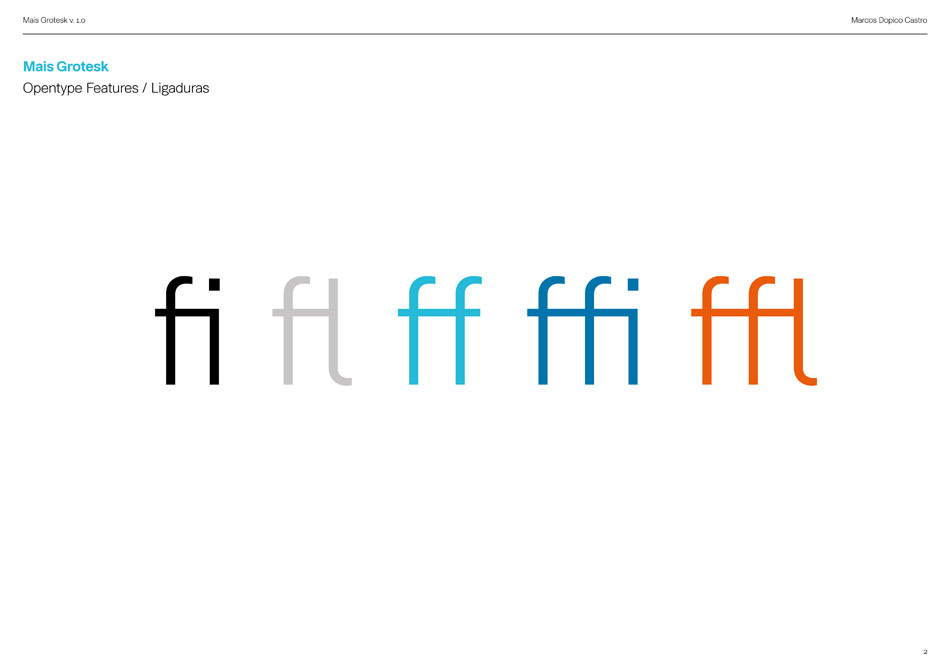 Mais Grotesk v. 1.0 Marcos Dopico Castro
Mais Grotesk
Opentype Features / Ligaduras
fi fl ff ffi ffl
2